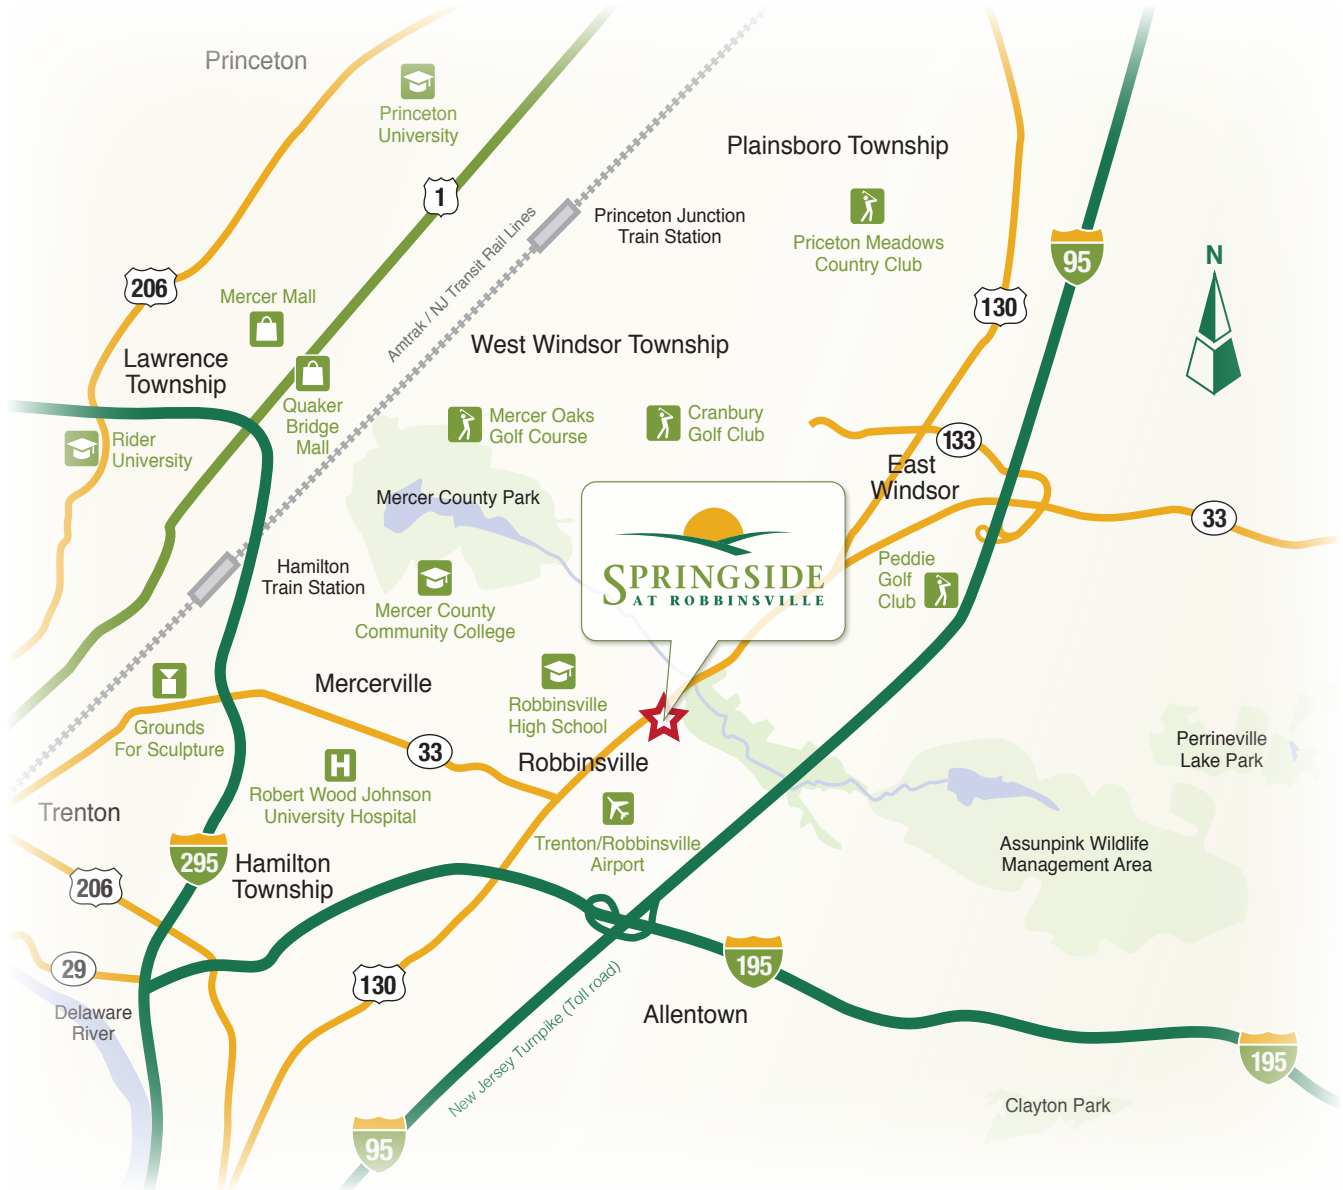 Princeton
Princeton
University
1
Plainsboro Township
Princeton Junction
Train Station
Amtrak / NJ Transit Rail Lines
Priceton Meadows
Country Club
95
N
206
Mercer Mall
130
Lawrence
Township
West Windsor Township
Quaker
Bridge
Mall
Mercer Oaks
Golf Course
Cranbury
Golf Club
133
Rider
University
East
Windsor
Mercer County Park
33
Hamilton
Train Station
SPRINGSIDE
AT ROBBINSVILLE
Peddie
Golf
Club
Mercer County
Community College
Mercerville
Robbinsville
High School
Grounds
For Sculpture
33
Robbinsville
Perrineville
Lake Park
H
Robert Wood Johnson
University Hospital
Trenton
Trenton/Robbinsville
Airport
Assunpink Wildlife
Management Area
295
Hamilton
Township
206
29
130
195
Delaware
River
New Jersey Turnpike (Toll road)
Allentown
195
Clayton Park
95